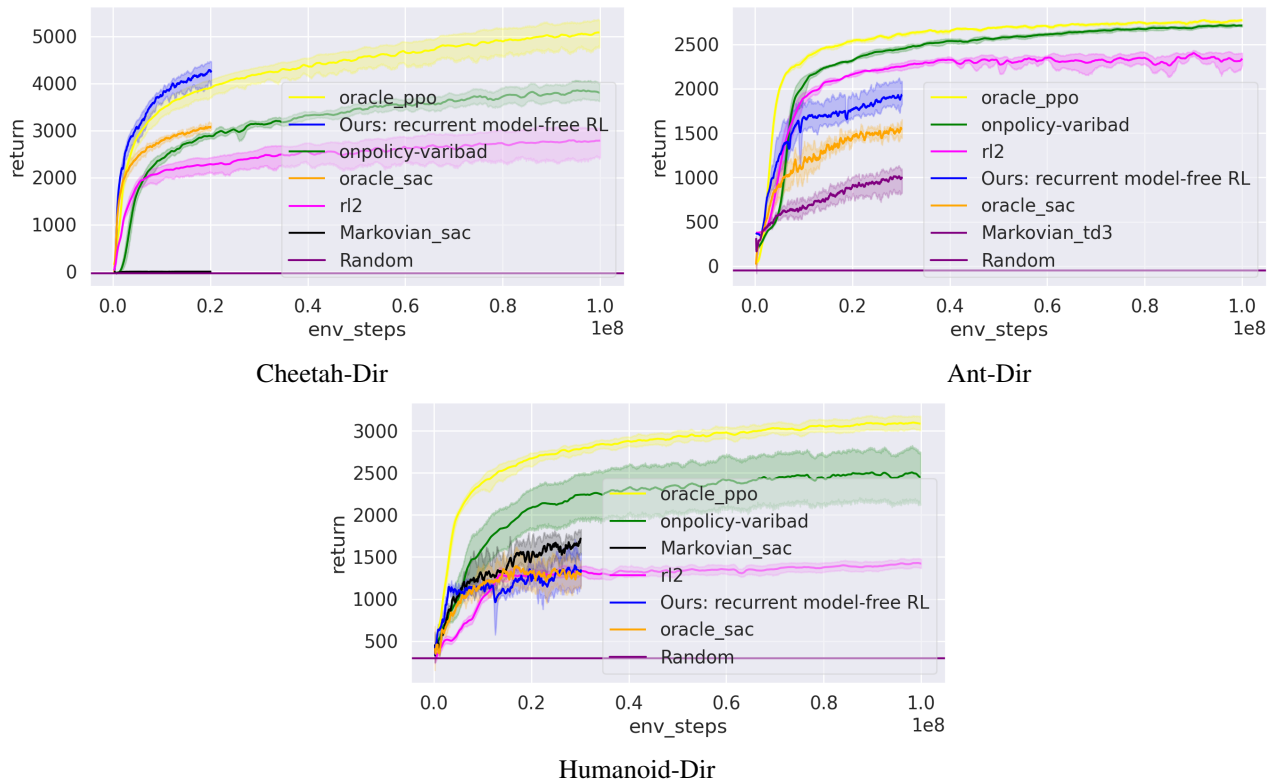 5000
4000
3000
2000
1000
0
return
oracle_ppo
Ours: recurrent model-free RL
onpolicy-varibad
oracle_sac
rl2
Markovian_sac
Random
0.0 0.2 0.4 0.6 0.8 1.0
1e8
env_steps
Cheetah-Dir
2500
2000
1500
1000
500
0
return
oracle_ppo
onpolicy-varibad
rl2
Ours: recurrent model-free RL
oracle_sac
Markovian_td3
Random
0.0 0.2 0.4 0.6 0.8 1.0
1e8
env_steps
Ant-Dir
3000
2500
2000
1500
1000
500
return
oracle_ppo
onpolicy-varibad
Markovian_sac
rl2
Ours: recurrent model-free RL
oracle_sac
Random
0.0 0.2 0.4 0.6 0.8 1.0
1e8
env_steps
Humanoid-Dir